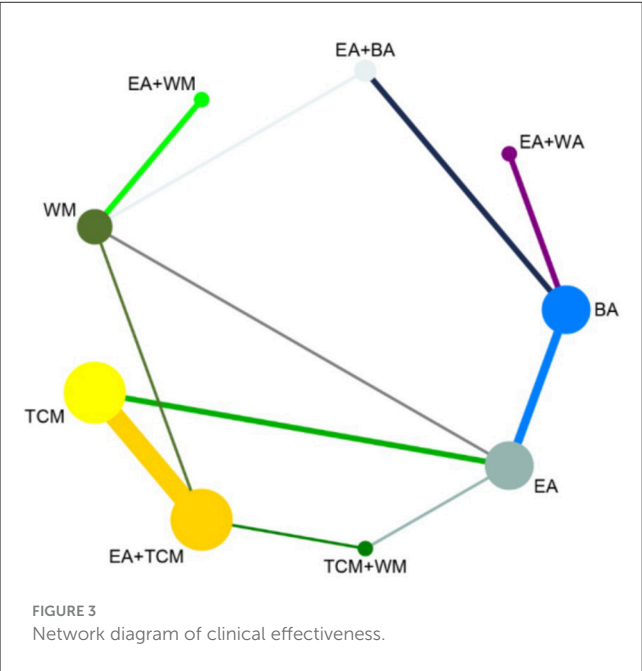 EA+BA
EA+WM
EA+WA
WM
BA
TCM
EA
EA+TCM
TCM+WM
FIGURE 3
Network diagram of clinical effectiveness.